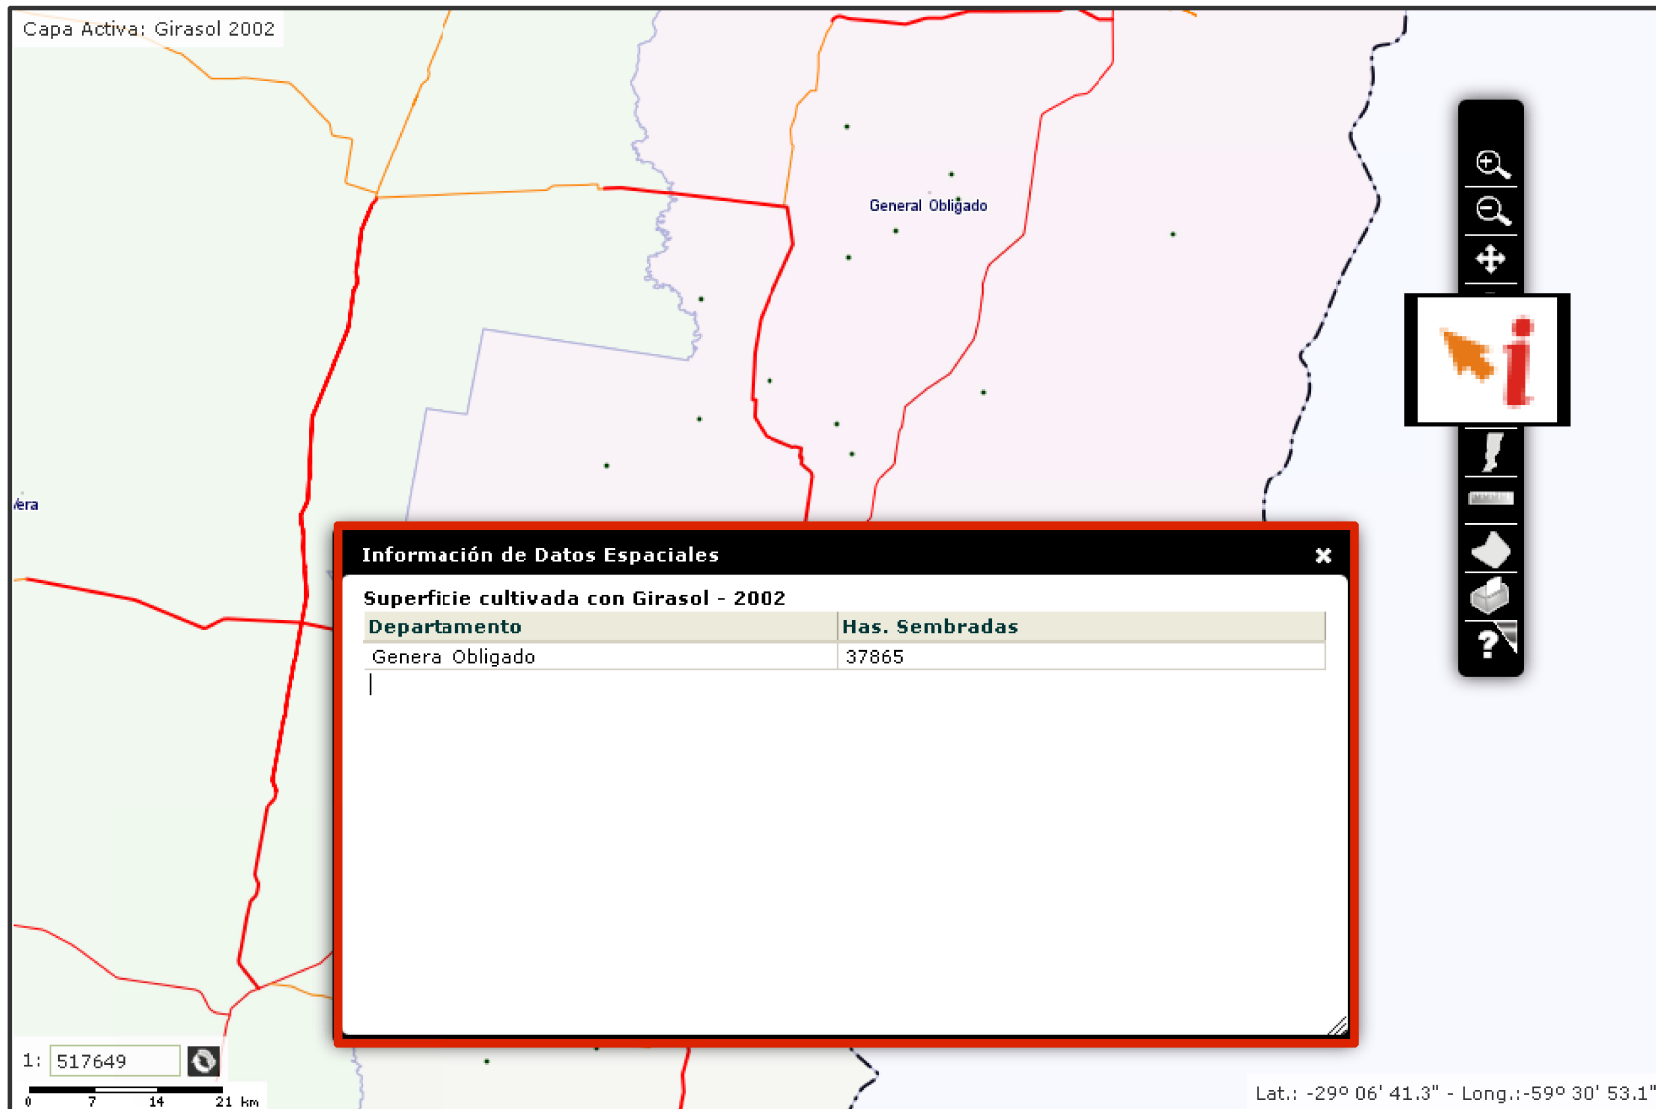 Capa Activa: Girasol 2002
General Obligado
Información de Datos Espaciales
Superficie cultivada con Girasol - 2002
Departamento Has. Sembradas
Genera Obligado 37865
1: 517649
0 7 14 21 km
Lat.: -29º 06' 41.3" - Long.:-59º 30' 53.1"